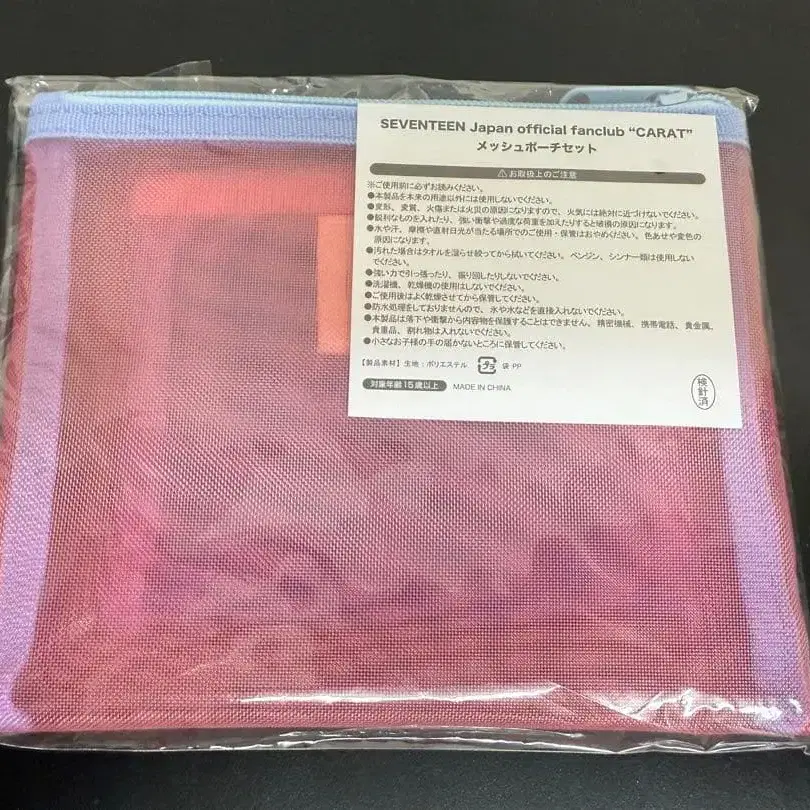 SEVENTEEN Japan official fanclub “CARAT”
メッシュポーチセット
⚠お取扱上のご注意
※ご使用前に必ずお読みください。
●本製品を本来の用途以外には使用しないでください。
●変形、変質、火傷または火災の原因になりますので、火気には絶対に近づけないでください。
●鋭利なものを入れたり、強い衝撃や過度な荷重を加えたりすると破損の原因になります。
●水や汗、摩擦や直射日光が当たる場所でのご使用・保管はおやめください。色あせや変色の
原因になります。
●汚れた場合はタオルを湿らせ絞ってから拭いてください。ベンジン、シンナー類は使用しない
でください。
●強い力で引っ張ったり、振り回したりしないでください。
●洗濯機、乾燥機の使用はしないでください。
●ご使用後はよく乾燥させてから保管してください。
●防水処理をしておりませんので、氷や水などを直接入れないでください。
●本製品は落下や衝撃から内容物を保護することはできません。精密機械、携帯電話、貴金属、
貴重品、割れ物は入れないでください。
●小さなお子様の手の届かないところに保管してください。
【製品素材】生地：ポリエステル プラ 袋 PP
対象年齢15歳以上 MADE IN CHINA
検針済